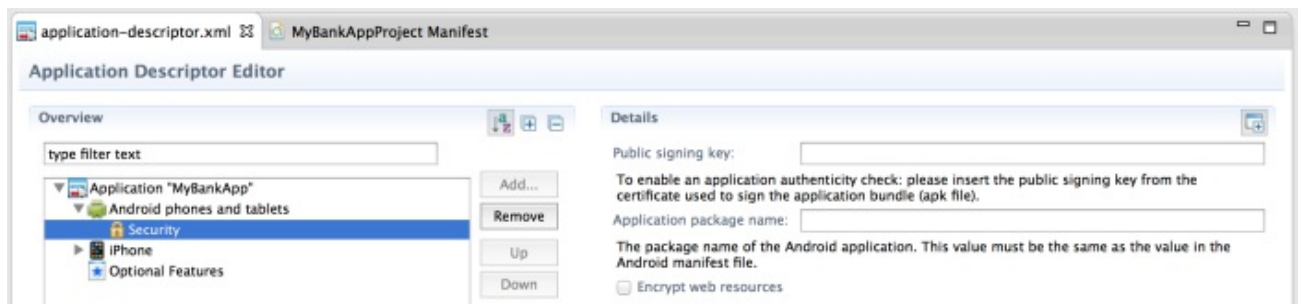 application-descriptor.xml
MyBankAppProject Manifest
Application Descriptor Editor
Overview
type filter text
Application "MyBankApp"
Android phones and tablets
Security
iPhone
Optional Features
Add...
Remove
Up
Down
Details
Public signing key:
To enable an application authenticity check: please insert the public signing key from the
certificate used to sign the application bundle (apk file).
Application package name:
The package name of the Android application. This value must be the same as the value in the
Android manifest file.
Encrypt web resources